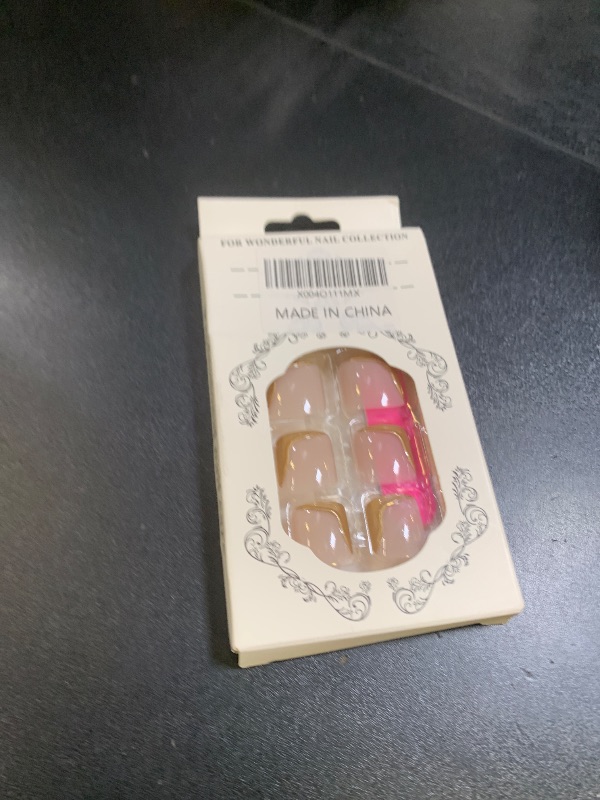 FOR WONDERFUL NAIL COLLECTION
X004O111MX
MADE IN CHINA